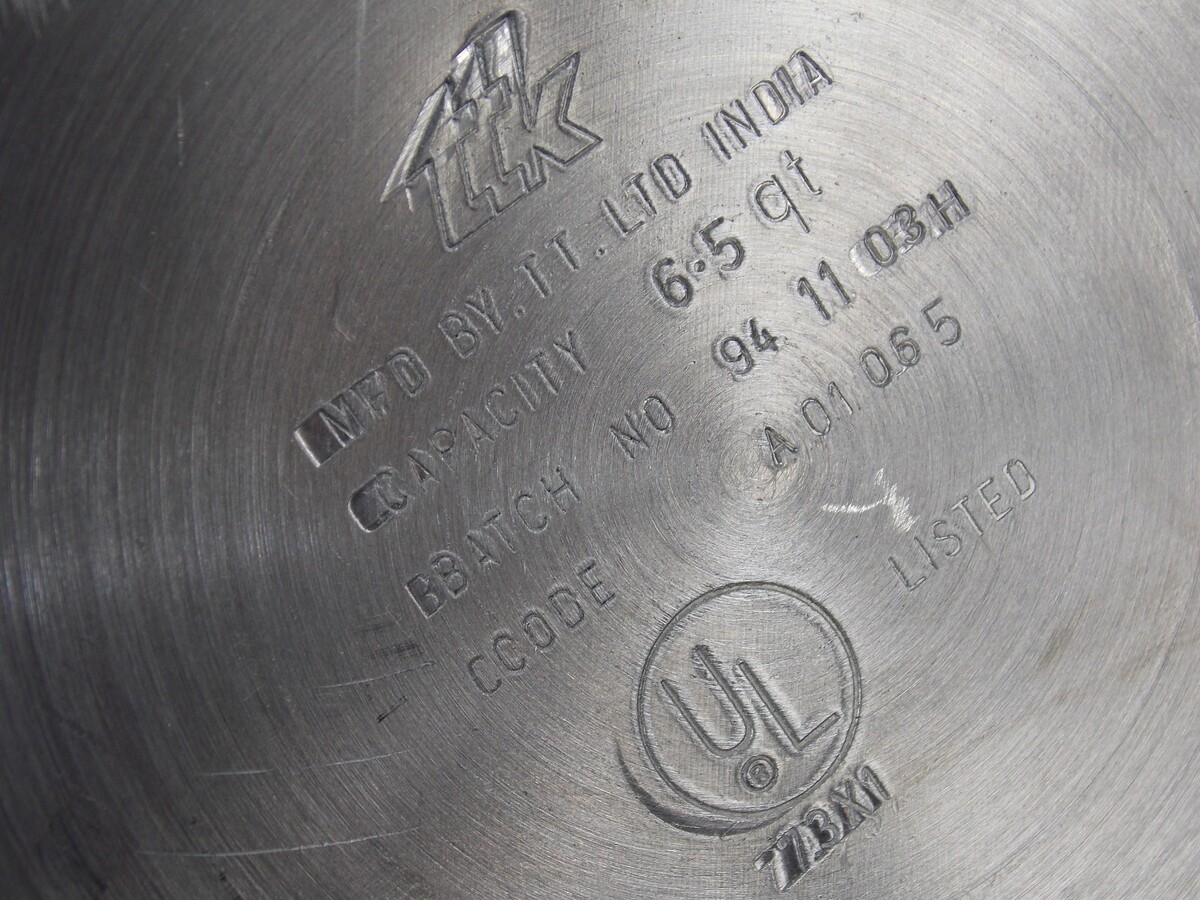 ttk
MFD BY. TT. LTD INDIA
CAPACITY 6.5 qt
BBATCH NO 94 11 03H
CCODE A 01 065
UL ® LISTED